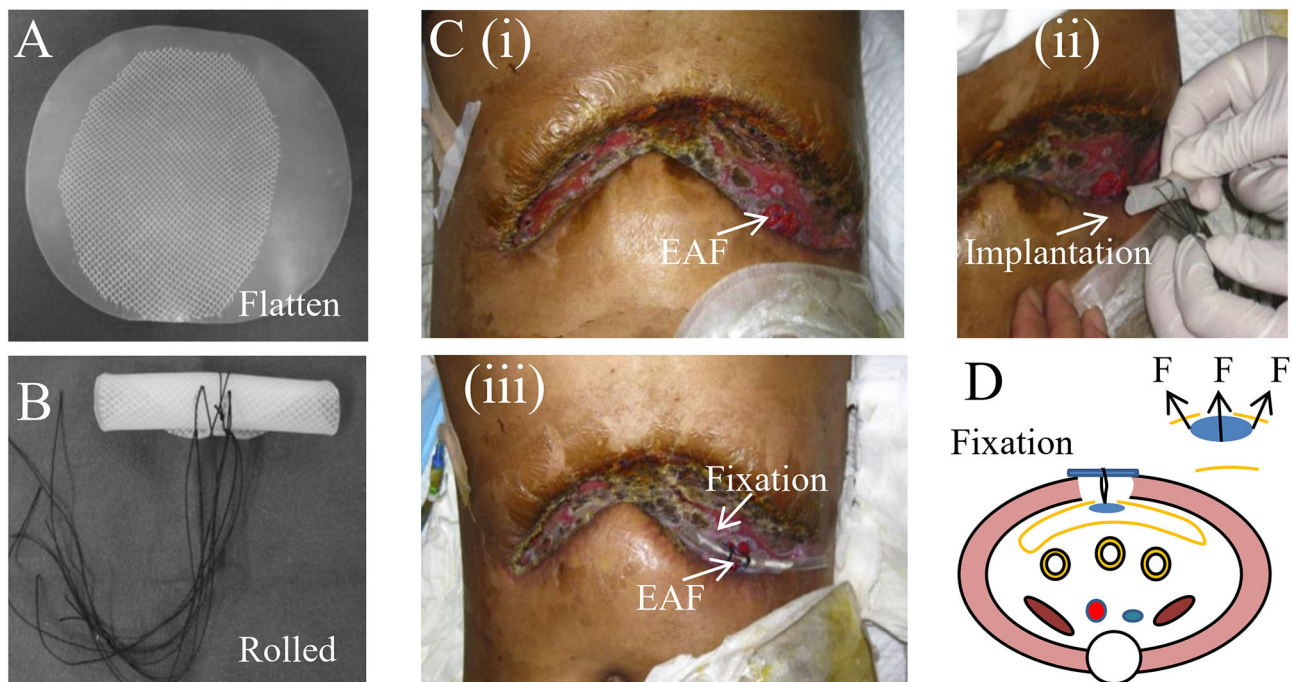 A
Flatten
B
Rolled
C (i)
EAF
(ii)
Implantation
(iii)
Fixation
EAF
D
F F F
Fixation